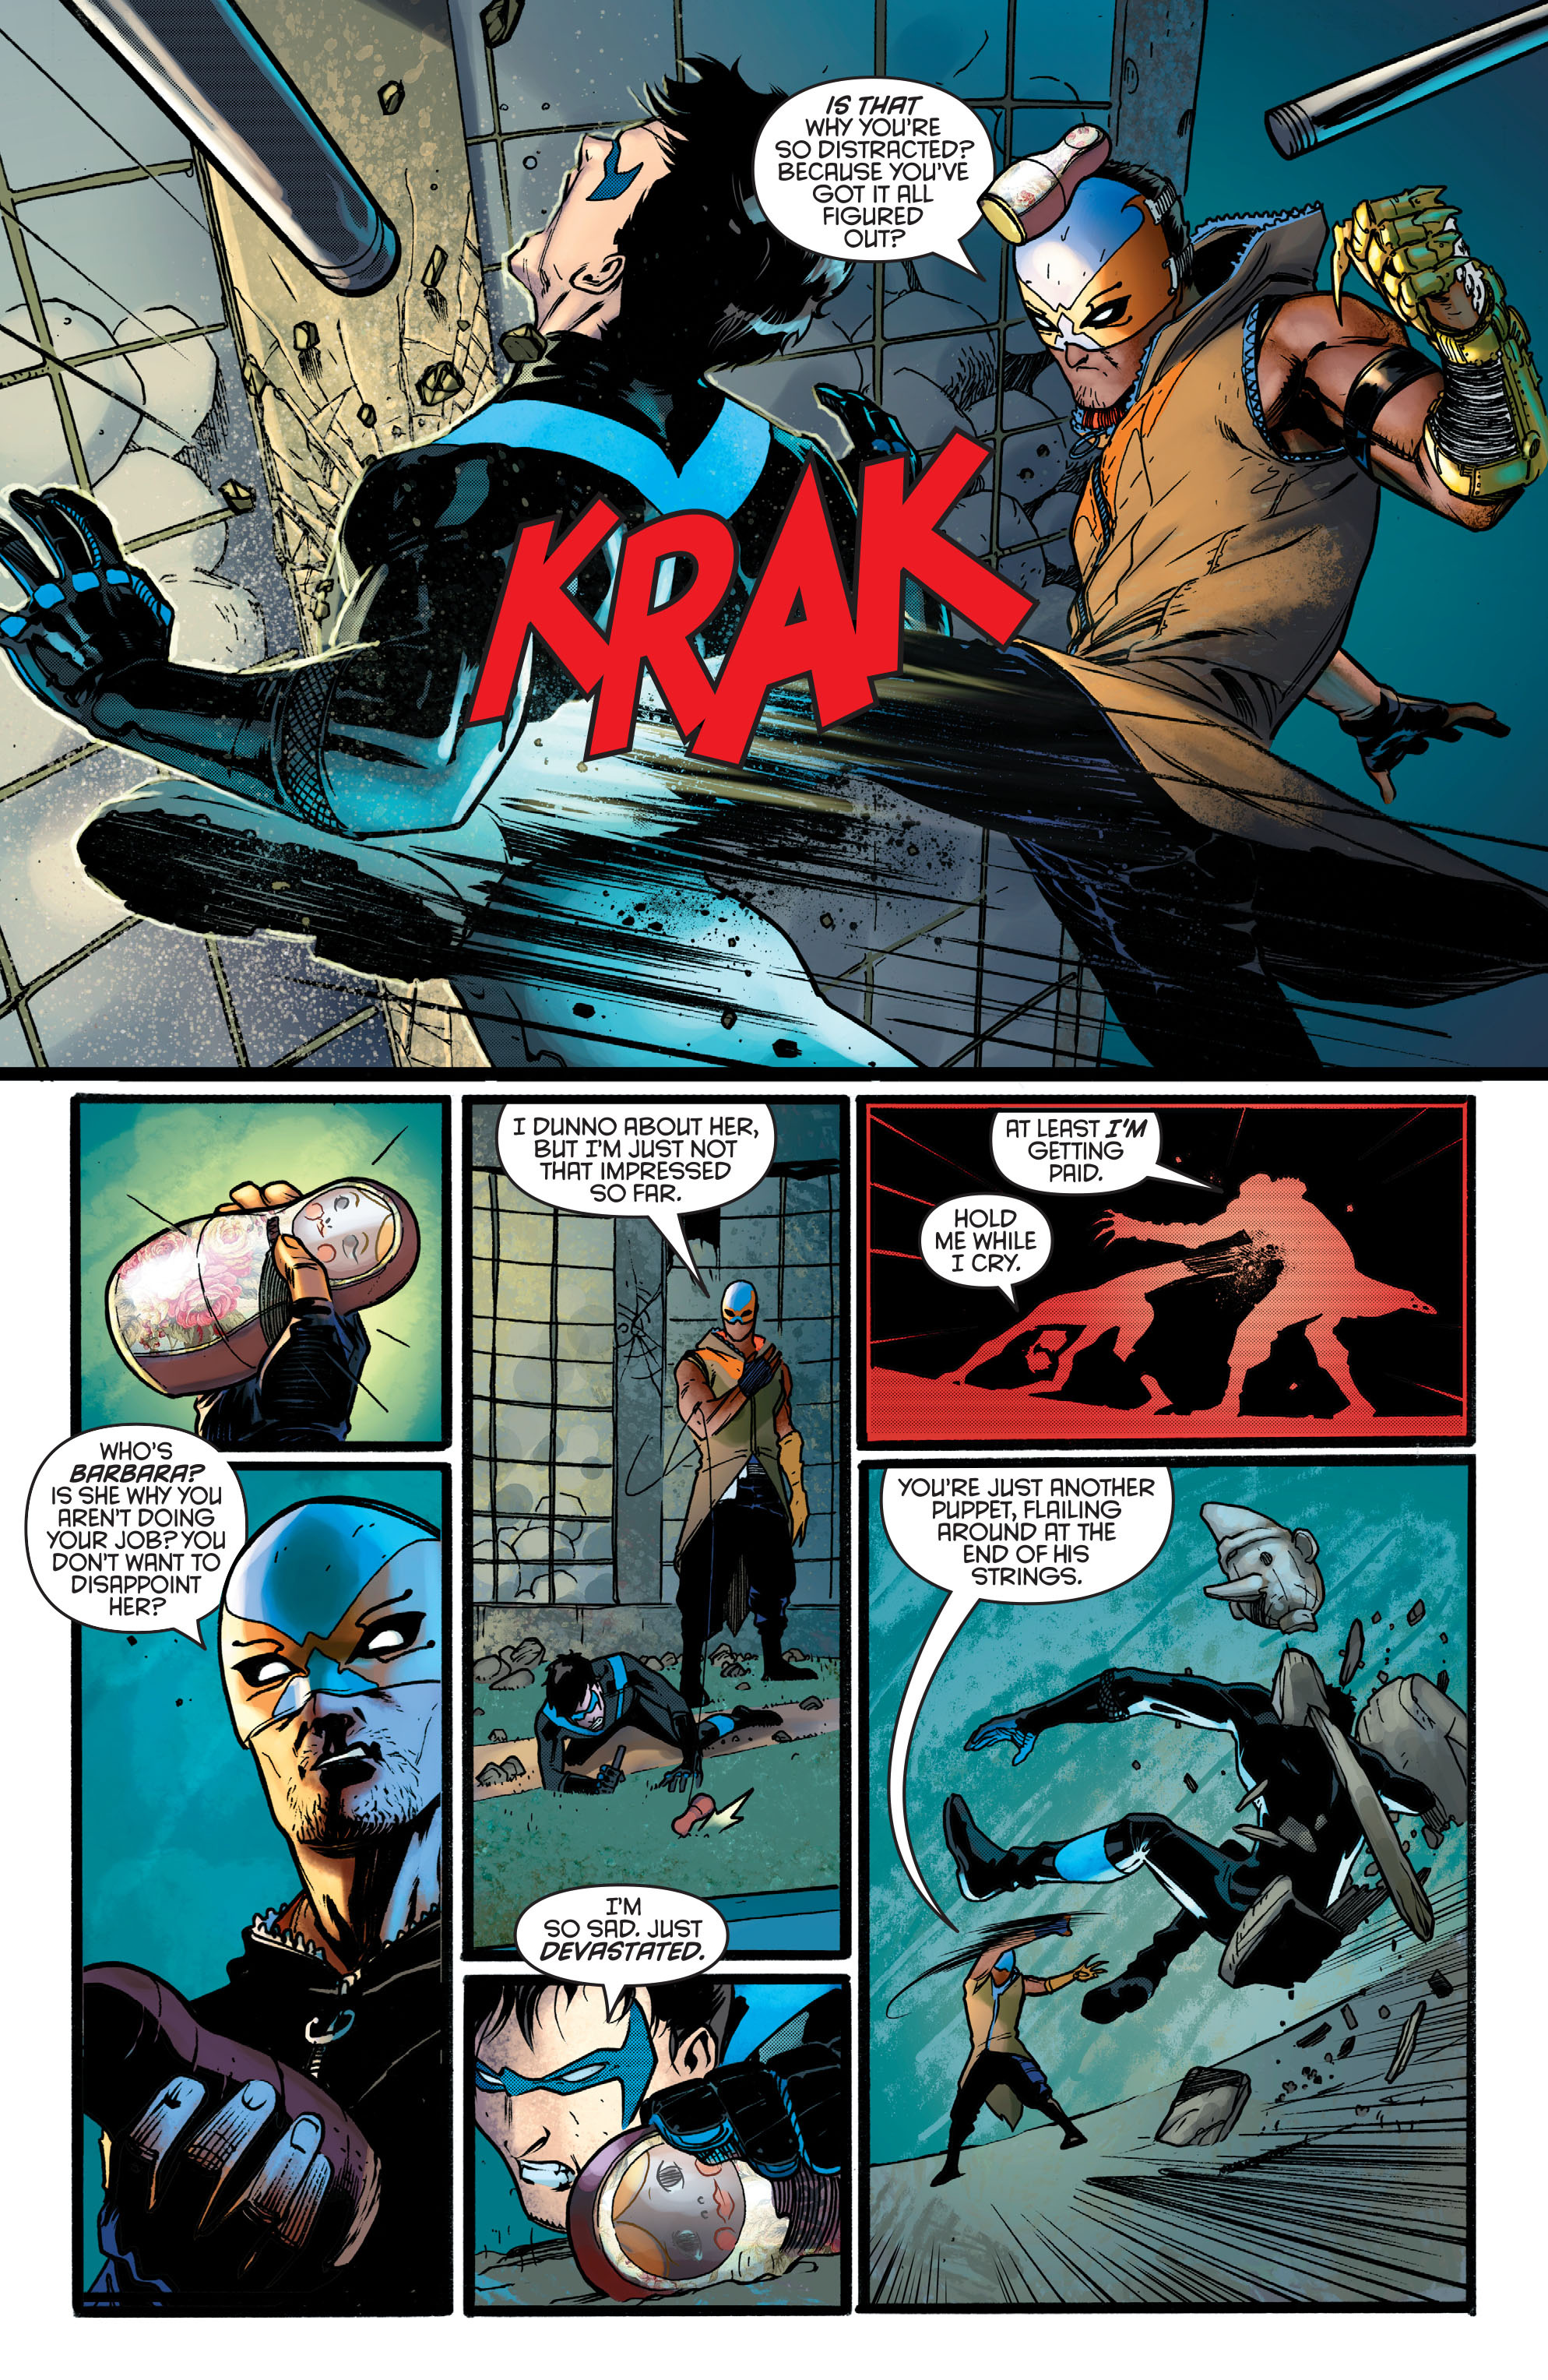 IS THAT
WHY YOU'RE
SO DISTRACTED?
BECAUSE YOU'VE
GOT IT ALL
FIGURED
OUT?
KRAK
WHO'S
BARBARA?
IS SHE WHY YOU
AREN'T DOING
YOUR JOB? YOU
DON'T WANT TO
DISAPPOINT
HER?
I DUNNO ABOUT HER,
BUT I'M JUST NOT
THAT IMPRESSED
SO FAR.
I'M
SO SAD. JUST
DEVASTATED.
AT LEAST I'M
GETTING
PAID.
HOLD
ME WHILE
I CRY.
YOU'RE JUST ANOTHER
PUPPET, FLAILING
AROUND AT THE
END OF HIS
STRINGS.